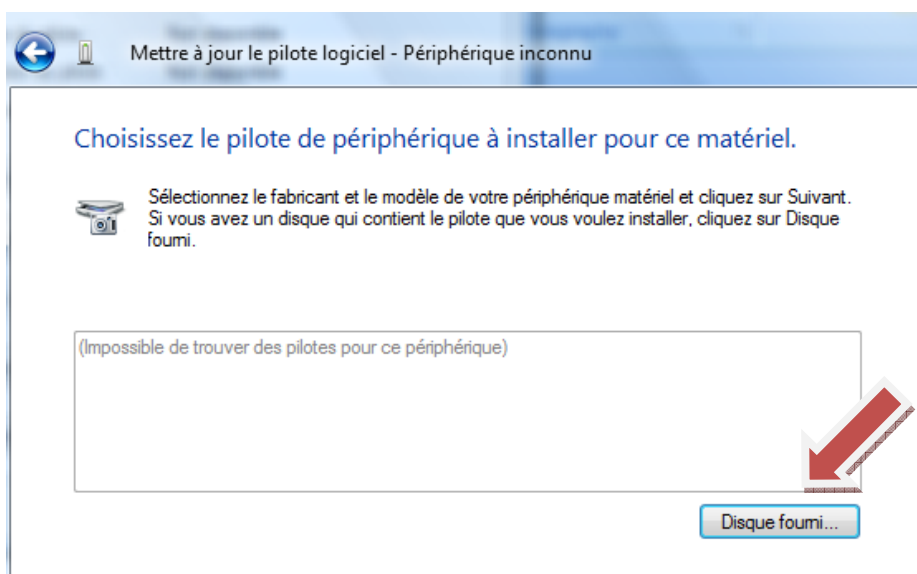 Mettre à jour le pilote logiciel - Périphérique inconnu
Choisissez le pilote de périphérique à installer pour ce matériel.
Sélectionnez le fabricant et le modèle de votre périphérique matériel et cliquez sur Suivant.
Si vous avez un disque qui contient le pilote que vous voulez installer, cliquez sur Disque
fourni.
(Impossible de trouver des pilotes pour ce périphérique)
Disque fourni...